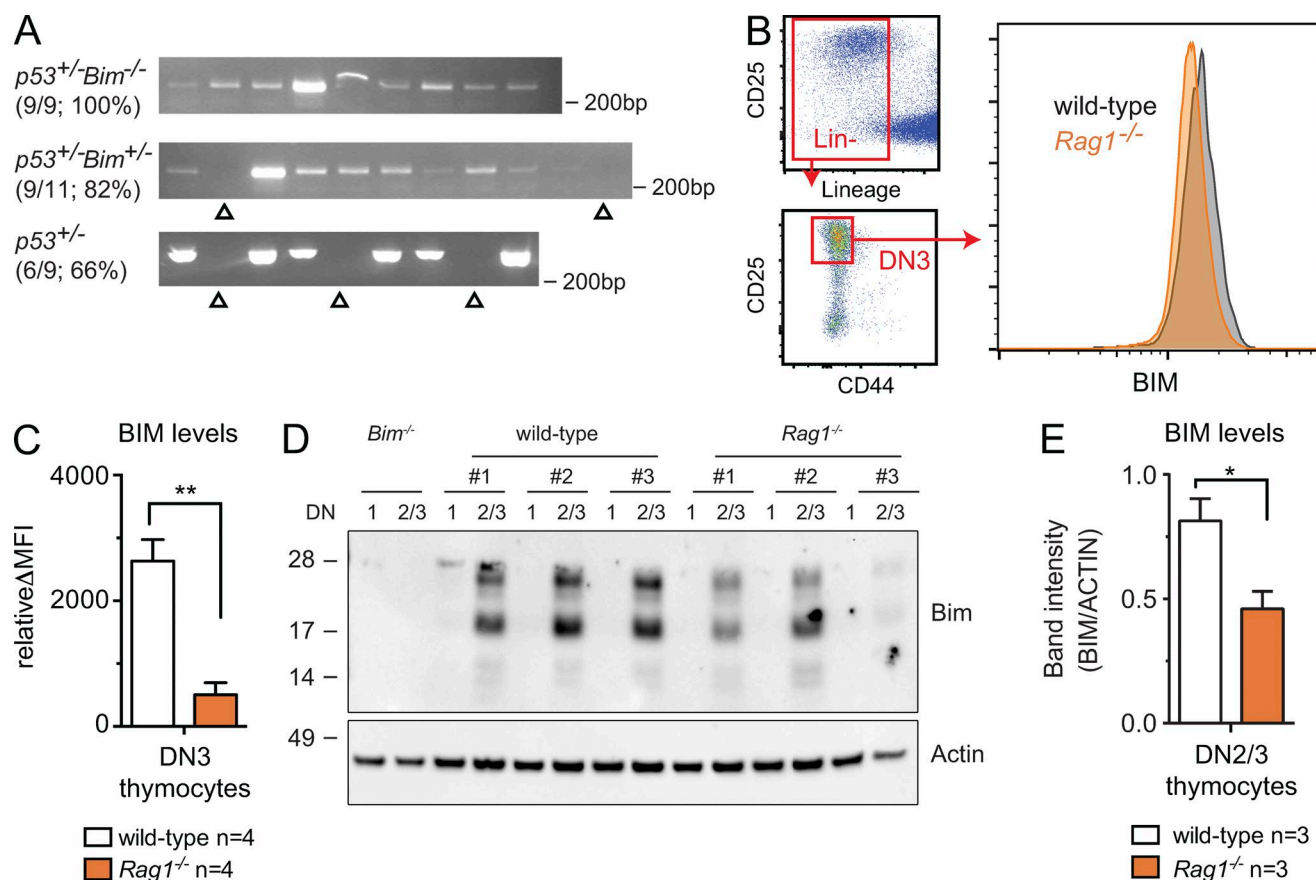 A
p53+/-Bim-/-
(9/9; 100%)
– 200bp
p53+/-Bim+/-
(9/11; 82%)
– 200bp
p53+/-
(6/9; 66%)
– 200bp
B
CD25
Lin-
Lineage
CD25
DN3
CD44
wild-type
Rag1-/-
BIM
C
BIM levels
relativeΔMFI
4000
2000
0
**
DN3
thymocytes
wild-type n=4
Rag1-/- n=4
D
Bim-/- wild-type Rag1-/-
#1 #2 #3 #1 #2 #3
DN 1 2/3 1 2/3 1 2/3 1 2/3 1 2/3 1 2/3 1 2/3
28 –
17 –
14 –
Bim
49 –
Actin
E
BIM levels
Band intensity
(BIM/ACTIN)
1.0
0.5
0.0
*
DN2/3
thymocytes
wild-type n=3
Rag1-/- n=3